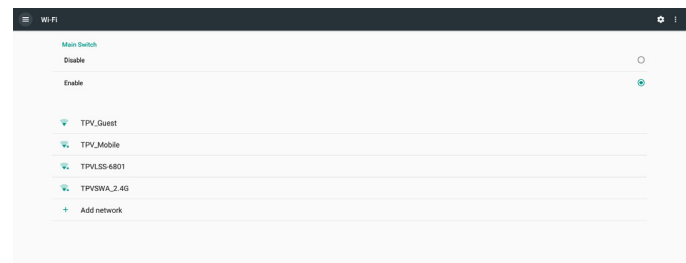 Wi-Fi
Main Switch
Disable
Enable
TPV_Guest
TPV_Mobile
TPVLSS-6801
TPVSWA_2.4G
+ Add network